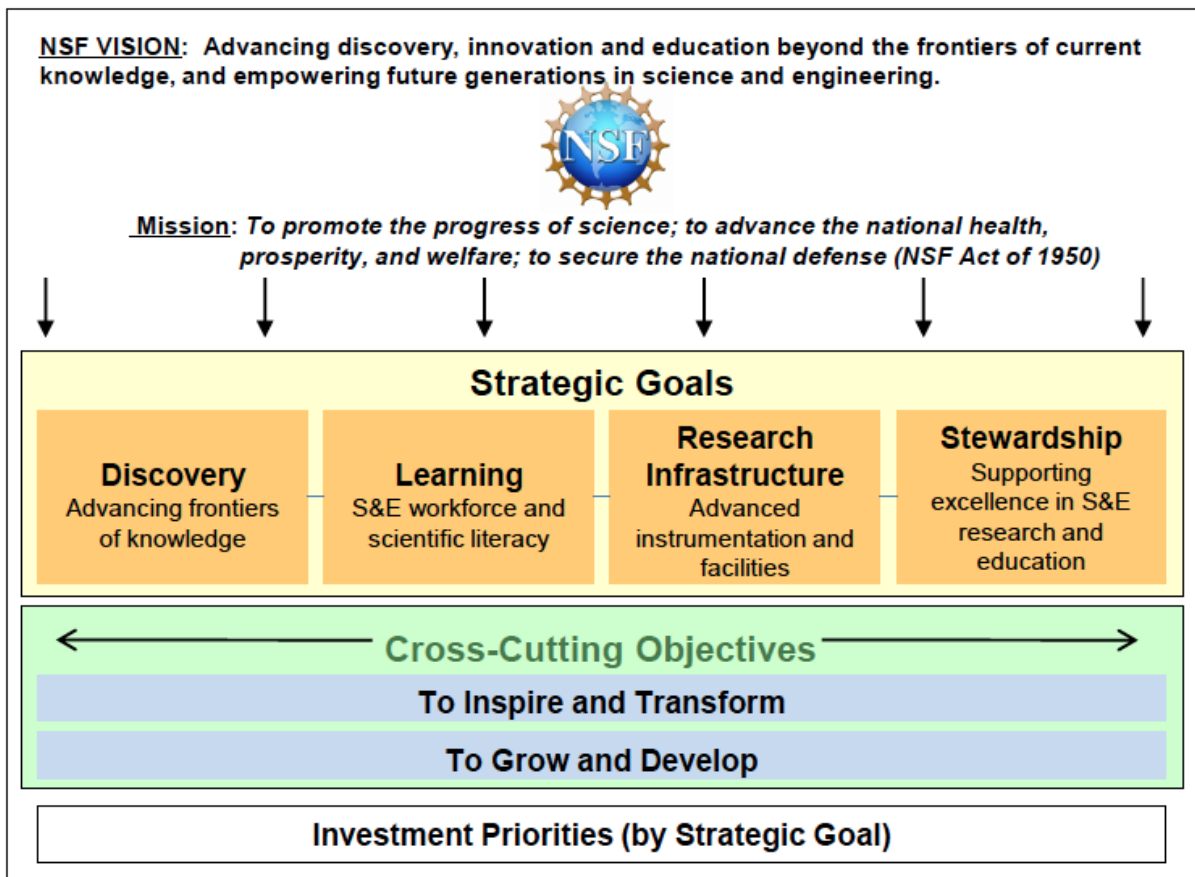 NSF VISION: Advancing discovery, innovation and education beyond the frontiers of current
knowledge, and empowering future generations in science and engineering.
NSF
Mission: To promote the progress of science; to advance the national health,
prosperity, and welfare; to secure the national defense (NSF Act of 1950)
Strategic Goals
Discovery
Advancing frontiers
of knowledge
Learning
S&E workforce and
scientific literacy
Research
Infrastructure
Advanced
instrumentation and
facilities
Stewardship
Supporting
excellence in S&E
research and
education
Cross-Cutting Objectives
To Inspire and Transform
To Grow and Develop
Investment Priorities (by Strategic Goal)